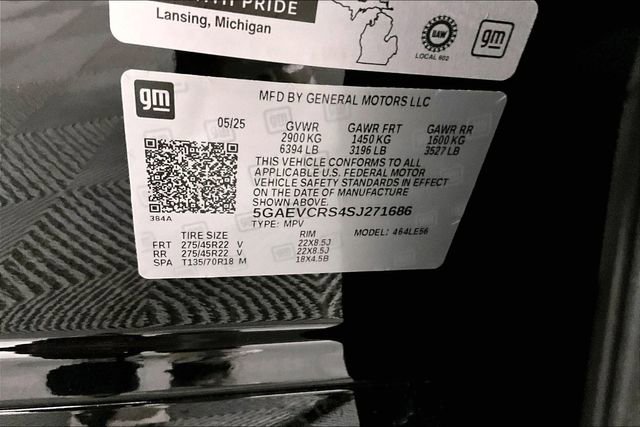 TH PRIDE
Lansing, Michigan
UAW
LOCAL 602
gm
gm
MFD BY GENERAL MOTORS LLC
05/25 GVWR GAWR FRT GAWR RR
2900 KG 1450 KG 1600 KG
6394 LB 3196 LB 3527 LB
THIS VEHICLE CONFORMS TO ALL
APPLICABLE U.S. FEDERAL MOTOR
VEHICLE SAFETY STANDARDS IN EFFECT
ON THE DATE OF MANUFACTURE
SHOWN ABOVE.
384A 5GAEVCRS4SJ271686
TYPE: MPV MODEL: 464LE56
TIRE SIZE RIM
FRT 275/45R22 V 22X8.5J
RR 275/45R22 V 22X8.5J
SPA T135/70R18 M 18X4.5B